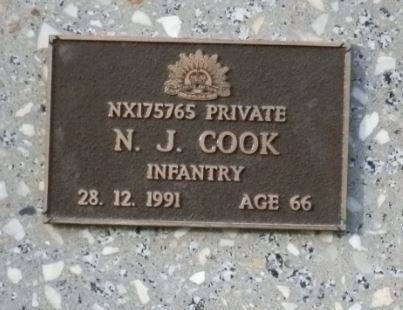 NX175765 PRIVATE
N. J. COOK
INFANTRY
28. 12. 1991 AGE 66